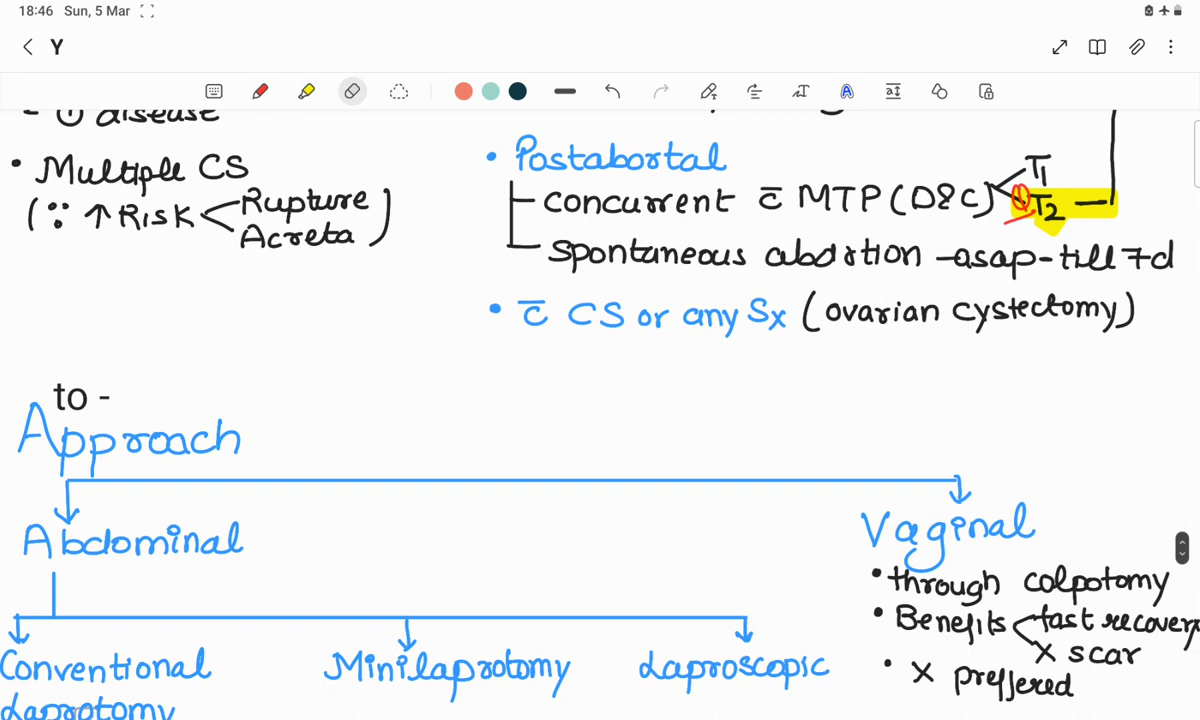 18:46 Sun, 5 Mar
Y
disease
• Multiple CS
(∵ ↑ Risk Rupture
Acreta)
• Postabortal
concurrent c̅ MTP (D&C) T1
T2
spontaneous abortion - asap - till 7d
• c̅ CS or any Sx (ovarian cystectomy)
to -
Approach
Abdominal
Vaginal
• through colpotomy
• Benefits fast recovery
X scar
• X preffered
Conventional
Laprotomy
Minilaprotomy
Laproscopic